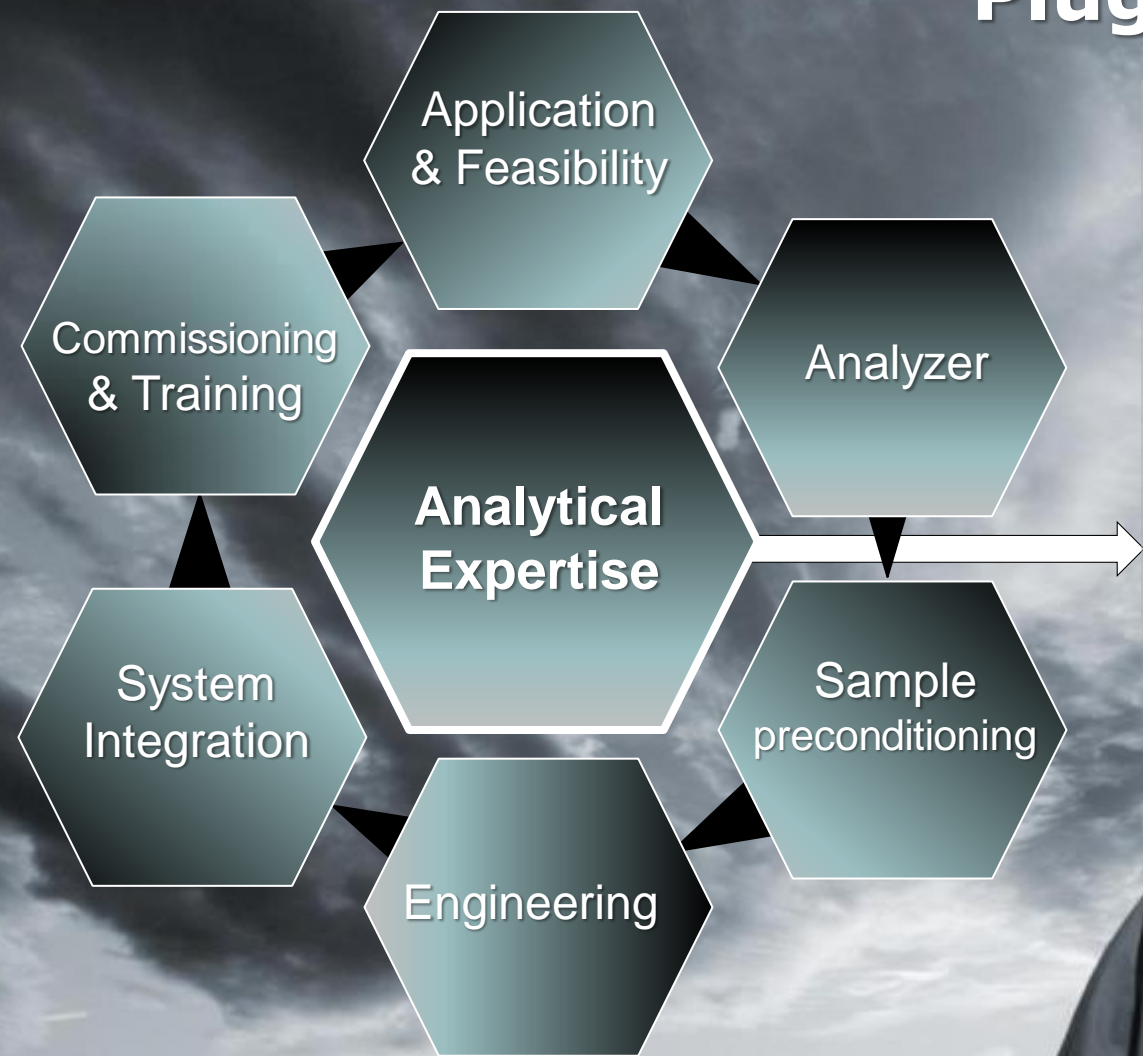 Plug
Application
& Feasibility
Analyzer
Commissioning
& Training
Analytical
Expertise
Sample
preconditioning
System
Integration
Engineering